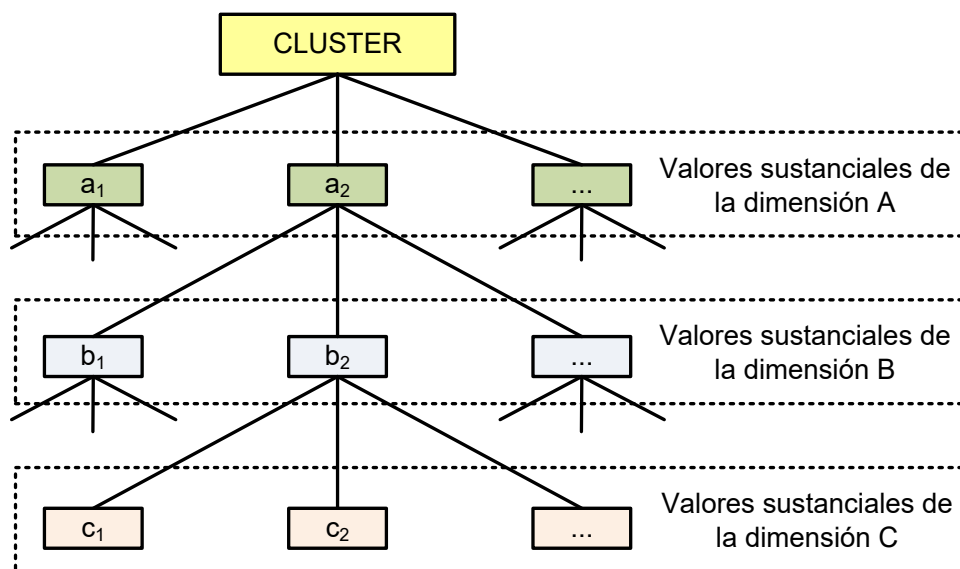 CLUSTER
a₁
a₂
...
Valores sustanciales de
la dimensión A
b₁
b₂
...
Valores sustanciales de
la dimensión B
c₁
c₂
...
Valores sustanciales de
la dimensión C